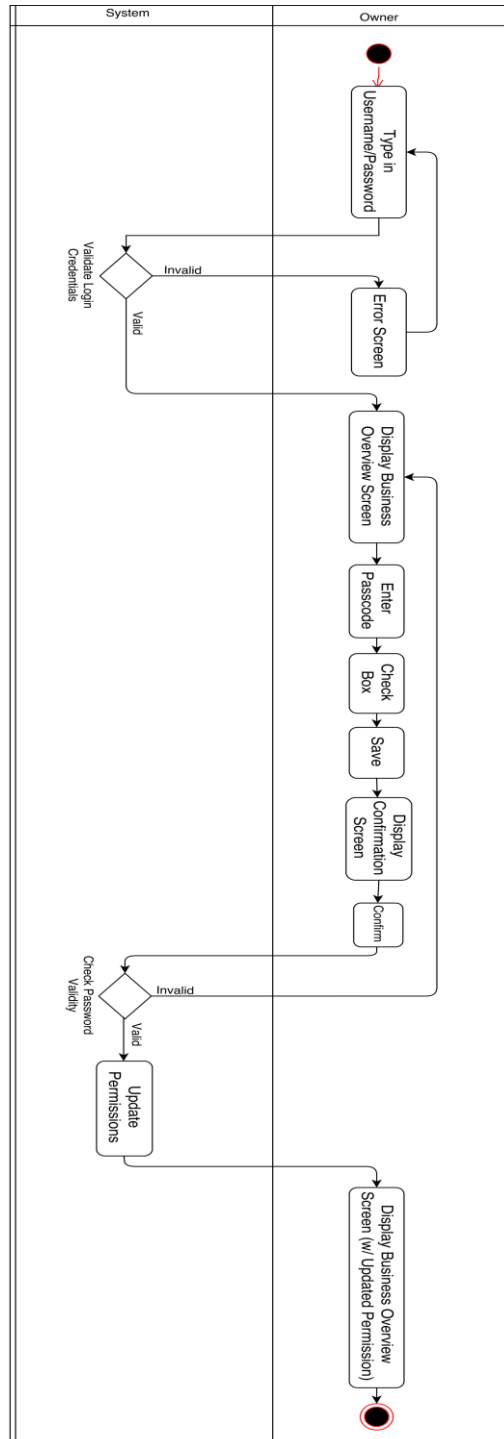 System
Owner
Type in
Username/Password
Validate Login
Credentials
Invalid
Valid
Error Screen
Display Business
Overview Screen
Enter
Passcode
Check
Box
Save
Display
Confirmation
Screen
Confirm
Check Password
Validity
Invalid
Valid
Update
Permissions
Display Business Overview
Screen (w/ Updated Permission)